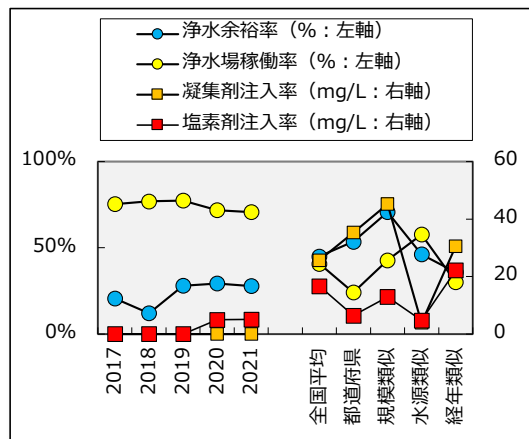 浄水余裕率（%：左軸）
浄水場稼働率（%：左軸）
凝集剤注入率（mg/L：右軸）
塩素剤注入率（mg/L：右軸）
100%
50%
0%
60
40
20
0
2017
2018
2019
2020
2021
全国平均
都道府県
規模類似
水源類似
経年類似